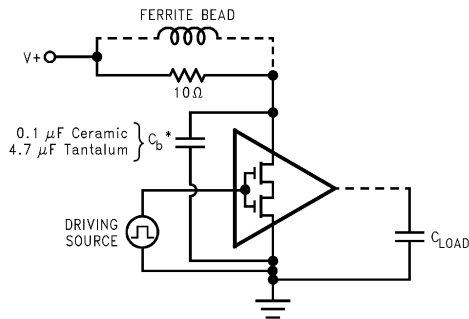 FERRITE BEAD
V+
10Ω
0.1 μF Ceramic
4.7 μF Tantalum
Cb*
DRIVING
SOURCE
CLOAD